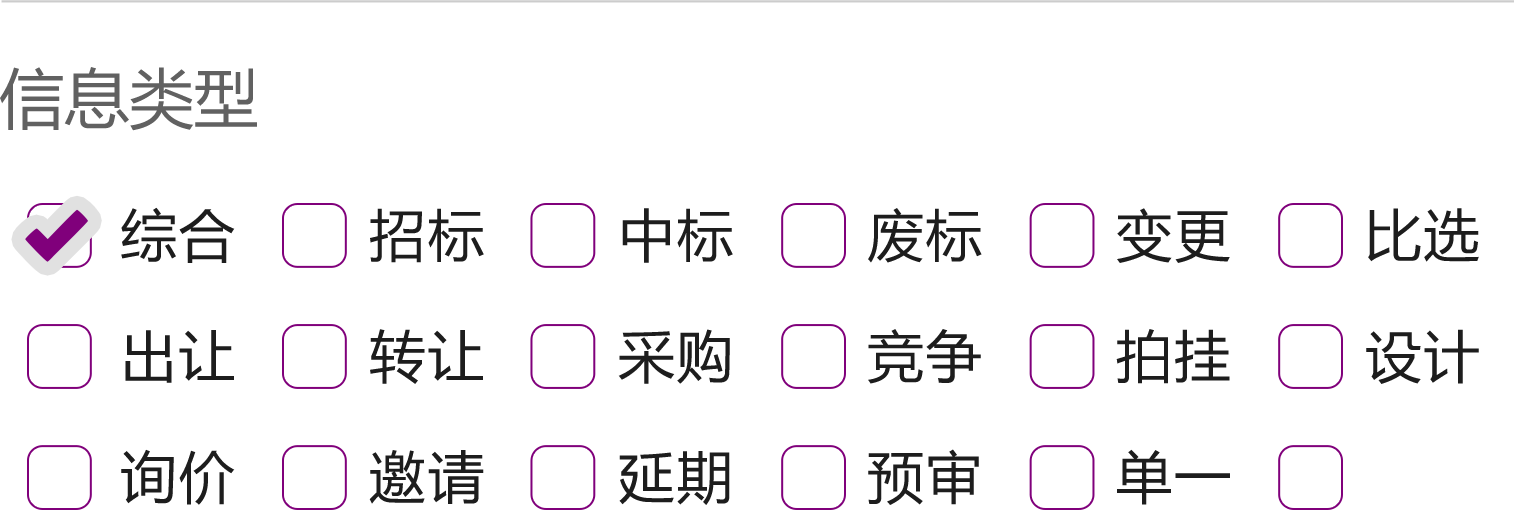 信息类型
综合 招标 中标 废标 变更 比选
出让 转让 采购 竞争 拍挂 设计
询价 邀请 延期 预审 单一